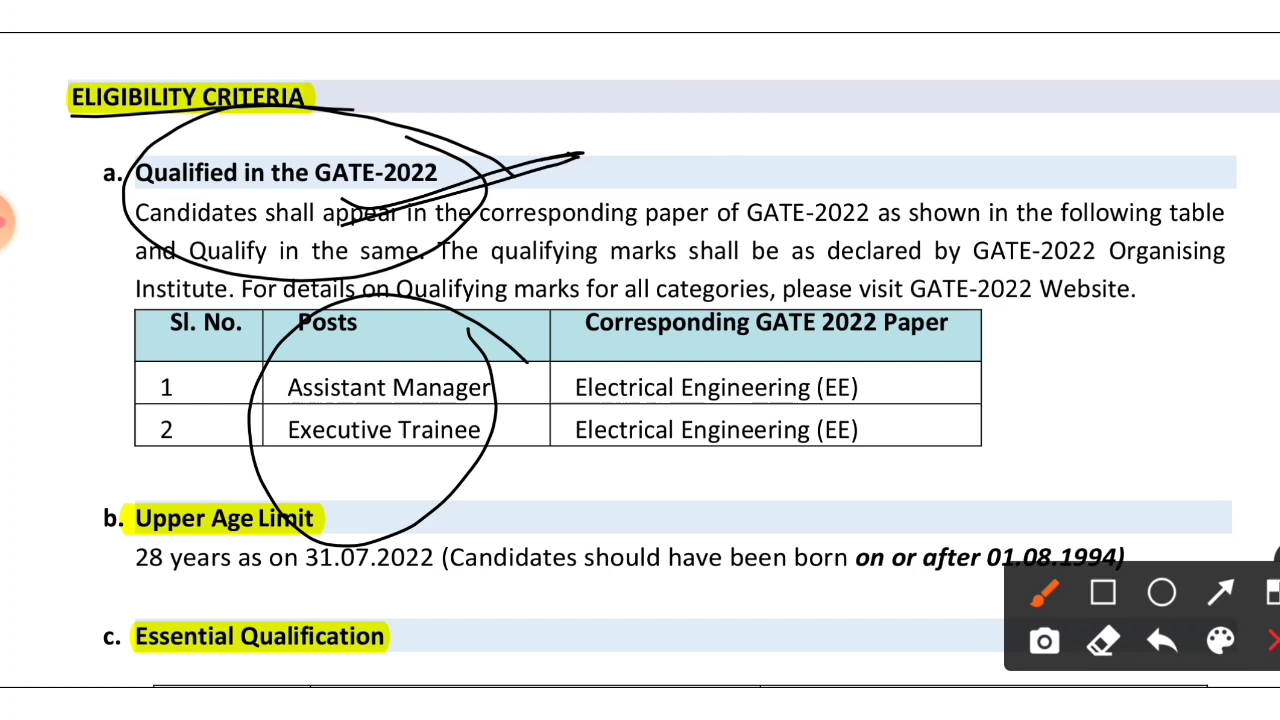 ELIGIBILITY CRITERIA
a. Qualified in the GATE-2022
Candidates shall appear in the corresponding paper of GATE-2022 as shown in the following table
and Qualify in the same. The qualifying marks shall be as declared by GATE-2022 Organising
Institute. For details on Qualifying marks for all categories, please visit GATE-2022 Website.
Sl. No. Posts Corresponding GATE 2022 Paper
1 Assistant Manager Electrical Engineering (EE)
2 Executive Trainee Electrical Engineering (EE)
b. Upper Age Limit
28 years as on 31.07.2022 (Candidates should have been born on or after 01.08.1994)
c. Essential Qualification